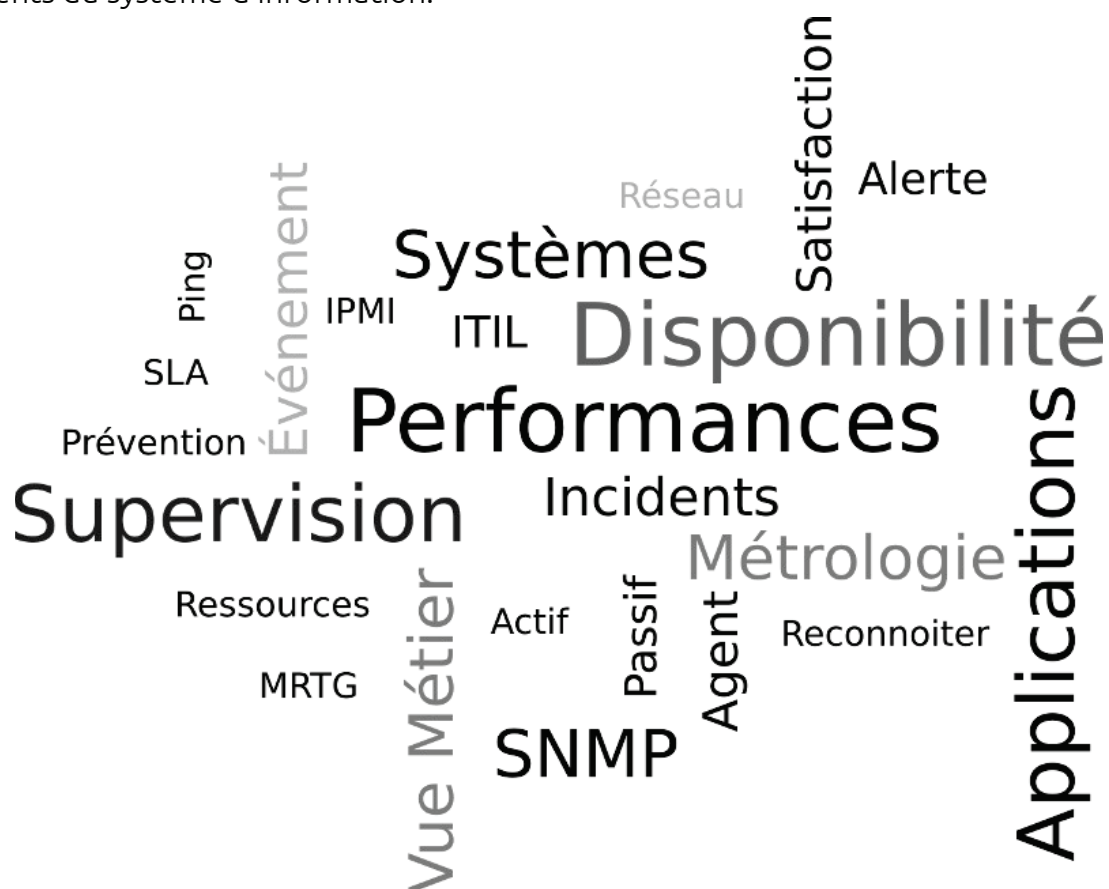 du système d'information.
Satisfaction
Alerte
Réseau
Événement
Systèmes
Ping
IPMI
ITIL
Disponibilité
SLA
Performances
Prévention
Applications
Supervision
Incidents
Métrologie
Ressources
Vue Métier
Actif
Passif
Agent
Reconnoiter
MRTG
SNMP